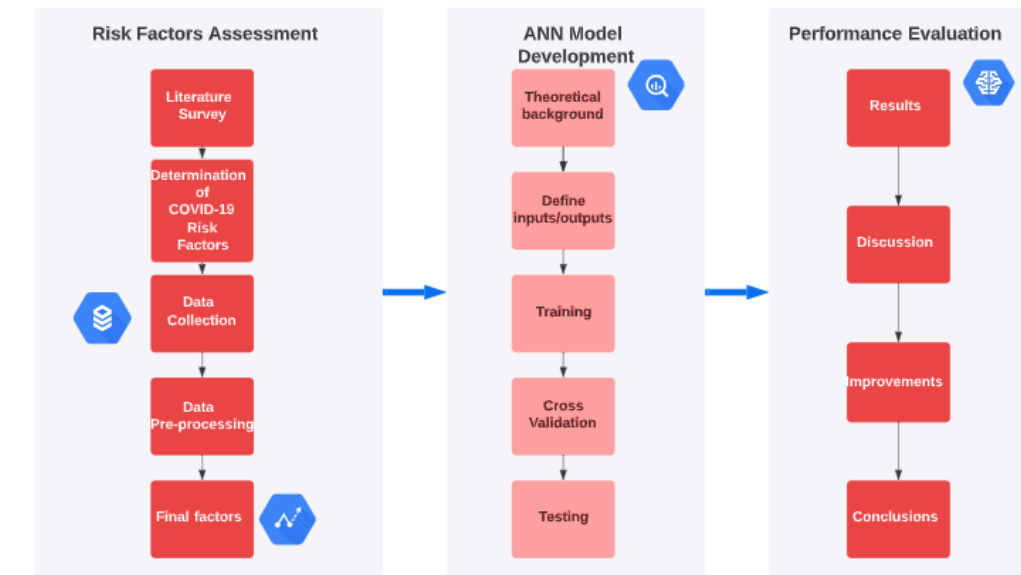 Risk Factors Assessment
Literature
Survey
Determination
of
COVID-19
Risk
Factors
Data
Collection
Data
Pre-processing
Final factors
ANN Model
Development
Theoretical
background
Define
inputs/outputs
Training
Cross
Validation
Testing
Performance Evaluation
Results
Discussion
Improvements
Conclusions